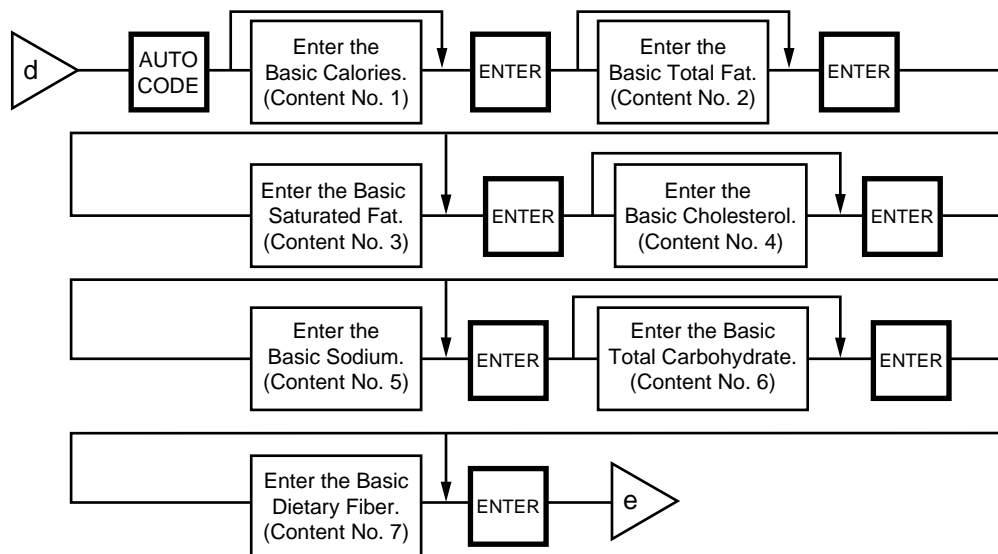 d
AUTO
CODE
Enter the
Basic Calories.
(Content No. 1)
ENTER
Enter the
Basic Total Fat.
(Content No. 2)
ENTER
Enter the Basic
Saturated Fat.
(Content No. 3)
ENTER
Enter the
Basic Cholesterol.
(Content No. 4)
ENTER
Enter the
Basic Sodium.
(Content No. 5)
ENTER
Enter the Basic
Total Carbohydrate.
(Content No. 6)
ENTER
Enter the Basic
Dietary Fiber.
(Content No. 7)
ENTER
e